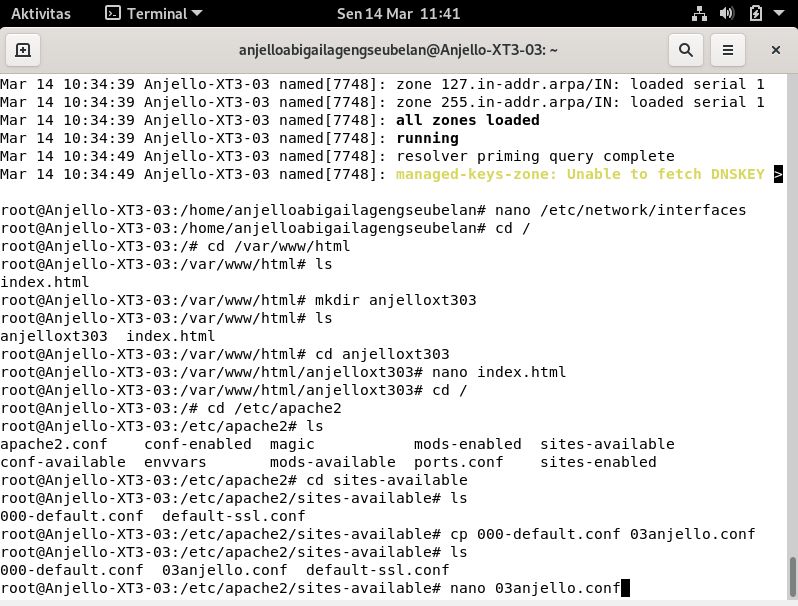 Aktivitas Terminal Sen 14 Mar 11:41
anjelloabigailagengseubelan@Anjello-XT3-03: ~
Mar 14 10:34:39 Anjello-XT3-03 named[7748]: zone 127.in-addr.arpa/IN: loaded serial 1
Mar 14 10:34:39 Anjello-XT3-03 named[7748]: zone 255.in-addr.arpa/IN: loaded serial 1
Mar 14 10:34:39 Anjello-XT3-03 named[7748]: all zones loaded
Mar 14 10:34:39 Anjello-XT3-03 named[7748]: running
Mar 14 10:34:49 Anjello-XT3-03 named[7748]: resolver priming query complete
Mar 14 10:34:49 Anjello-XT3-03 named[7748]: managed-keys-zone: Unable to fetch DNSKEY >
root@Anjello-XT3-03:/home/anjelloabigailagengseubelan# nano /etc/network/interfaces
root@Anjello-XT3-03:/home/anjelloabigailagengseubelan# cd /
root@Anjello-XT3-03:/# cd /var/www/html
root@Anjello-XT3-03:/var/www/html# ls
index.html
root@Anjello-XT3-03:/var/www/html# mkdir anjelloxt303
root@Anjello-XT3-03:/var/www/html# ls
anjelloxt303  index.html
root@Anjello-XT3-03:/var/www/html# cd anjelloxt303
root@Anjello-XT3-03:/var/www/html/anjelloxt303# nano index.html
root@Anjello-XT3-03:/var/www/html/anjelloxt303# cd /
root@Anjello-XT3-03:/# cd /etc/apache2
root@Anjello-XT3-03:/etc/apache2# ls
apache2.conf    conf-enabled  magic           mods-enabled  sites-available
conf-available  envvars       mods-available  ports.conf    sites-enabled
root@Anjello-XT3-03:/etc/apache2# cd sites-available
root@Anjello-XT3-03:/etc/apache2/sites-available# ls
000-default.conf  default-ssl.conf
root@Anjello-XT3-03:/etc/apache2/sites-available# cp 000-default.conf 03anjello.conf
root@Anjello-XT3-03:/etc/apache2/sites-available# ls
000-default.conf  03anjello.conf  default-ssl.conf
root@Anjello-XT3-03:/etc/apache2/sites-available# nano 03anjello.conf